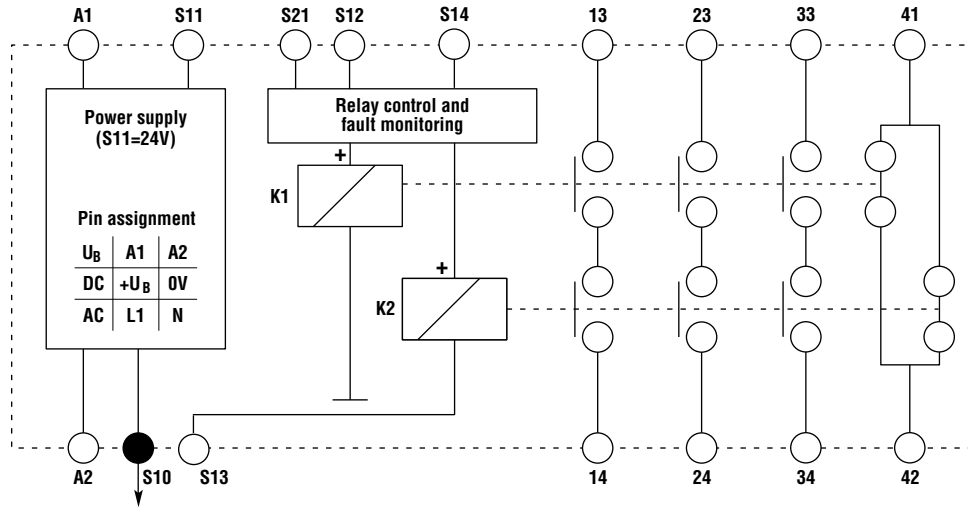 A1 S11 S21 S12 S14 13 23 33 41
Power supply
(S11=24V)
Relay control and
fault monitoring
+
K1
Pin assignment
UB A1 A2
DC +UB 0V
AC L1 N
+
K2
A2 S10 S13 14 24 34 42